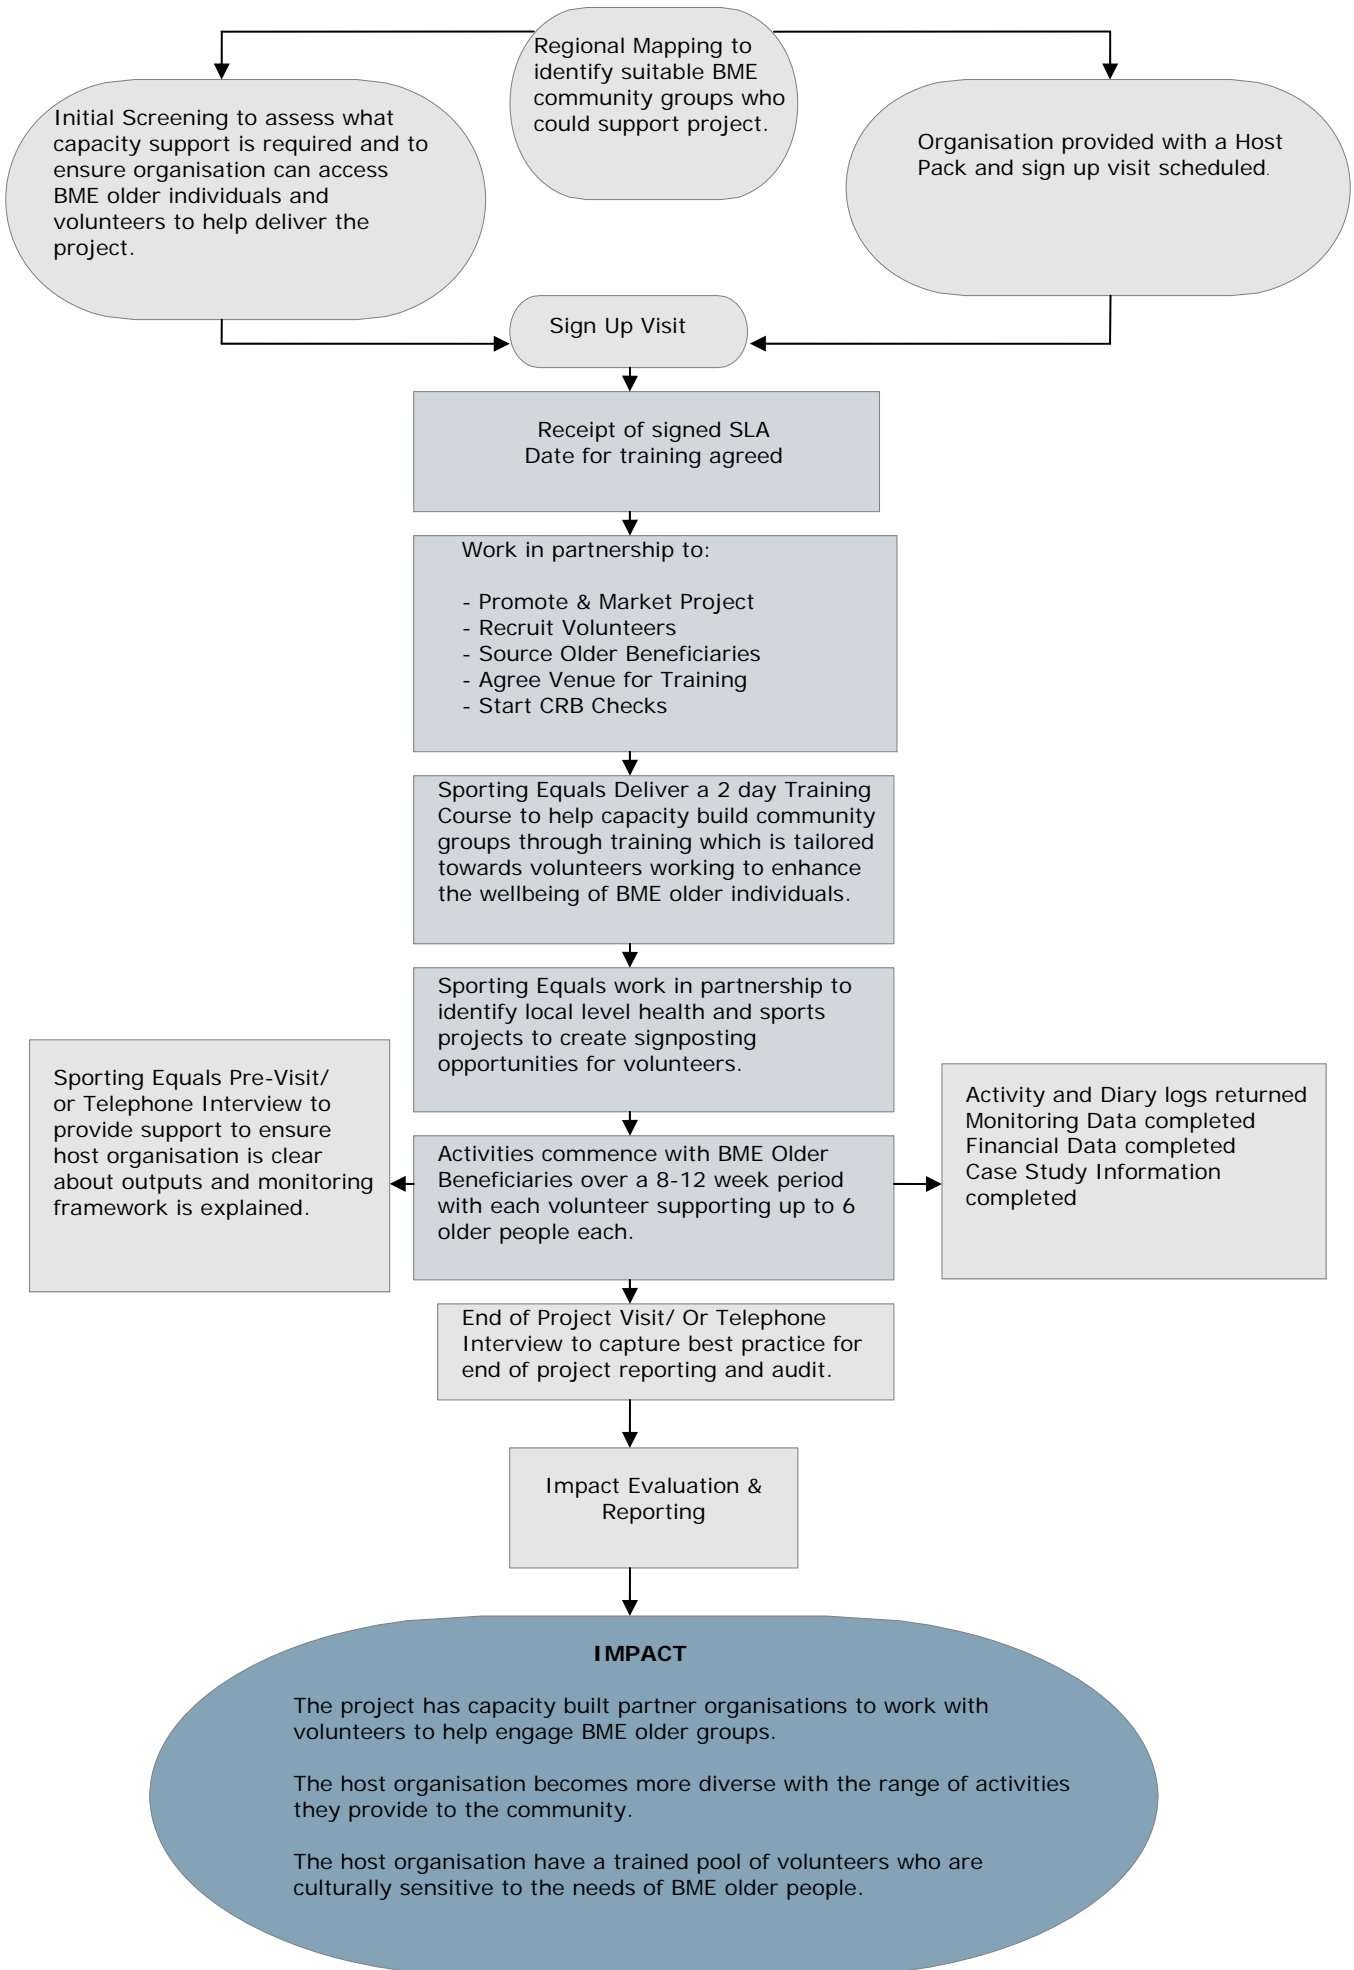 Regional Mapping to
identify suitable BME
community groups who
could support project.
Initial Screening to assess what
capacity support is required and to
ensure organisation can access
BME older individuals and
volunteers to help deliver the
project.
Organisation provided with a Host
Pack and sign up visit scheduled.
Sign Up Visit
Receipt of signed SLA
Date for training agreed
Work in partnership to:
- Promote & Market Project
- Recruit Volunteers
- Source Older Beneficiaries
- Agree Venue for Training
- Start CRB Checks
Sporting Equals Deliver a 2 day Training
Course to help capacity build community
groups through training which is tailored
towards volunteers working to enhance
the wellbeing of BME older individuals.
Sporting Equals work in partnership to
identify local level health and sports
projects to create signposting
opportunities for volunteers.
Sporting Equals Pre-Visit/
or Telephone Interview to
provide support to ensure
host organisation is clear
about outputs and monitoring
framework is explained.
Activities commence with BME Older
Beneficiaries over a 8-12 week period
with each volunteer supporting up to 6
older people each.
Activity and Diary logs returned
Monitoring Data completed
Financial Data completed
Case Study Information
completed
End of Project Visit/ Or Telephone
Interview to capture best practice for
end of project reporting and audit.
Impact Evaluation &
Reporting
IMPACT
The project has capacity built partner organisations to work with
volunteers to help engage BME older groups.
The host organisation becomes more diverse with the range of activities
they provide to the community.
The host organisation have a trained pool of volunteers who are
culturally sensitive to the needs of BME older people.